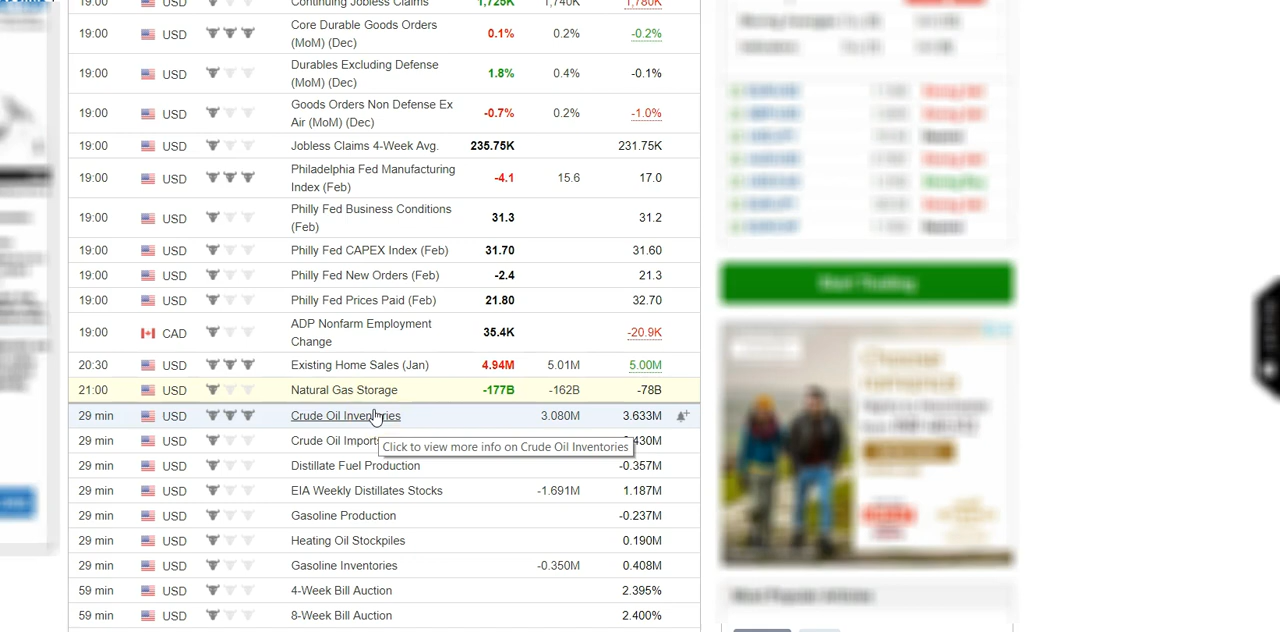 19:00 USD Continuing Jobless Claims 1,725K 1,740K 1,780K
19:00 USD Core Durable Goods Orders (MoM) (Dec) 0.1% 0.2% -0.2%
19:00 USD Durables Excluding Defense (MoM) (Dec) 1.8% 0.4% -0.1%
19:00 USD Goods Orders Non Defense Ex Air (MoM) (Dec) -0.7% 0.2% -1.0%
19:00 USD Jobless Claims 4-Week Avg. 235.75K 231.75K
19:00 USD Philadelphia Fed Manufacturing Index (Feb) -4.1 15.6 17.0
19:00 USD Philly Fed Business Conditions (Feb) 31.3 31.2
19:00 USD Philly Fed CAPEX Index (Feb) 31.70 31.60
19:00 USD Philly Fed New Orders (Feb) -2.4 21.3
19:00 USD Philly Fed Prices Paid (Feb) 21.80 32.70
19:00 CAD ADP Nonfarm Employment Change 35.4K -20.9K
20:30 USD Existing Home Sales (Jan) 4.94M 5.01M 5.00M
21:00 USD Natural Gas Storage -177B -162B -78B
29 min USD Crude Oil Inventories 3.080M 3.633M
29 min USD Crude Oil Imports 430M
Click to view more info on Crude Oil Inventories
29 min USD Distillate Fuel Production -0.357M
29 min USD EIA Weekly Distillates Stocks -1.691M 1.187M
29 min USD Gasoline Production -0.237M
29 min USD Heating Oil Stockpiles 0.190M
29 min USD Gasoline Inventories -0.350M 0.408M
59 min USD 4-Week Bill Auction 2.395%
59 min USD 8-Week Bill Auction 2.400%
Start Trading
Most Popular Articles